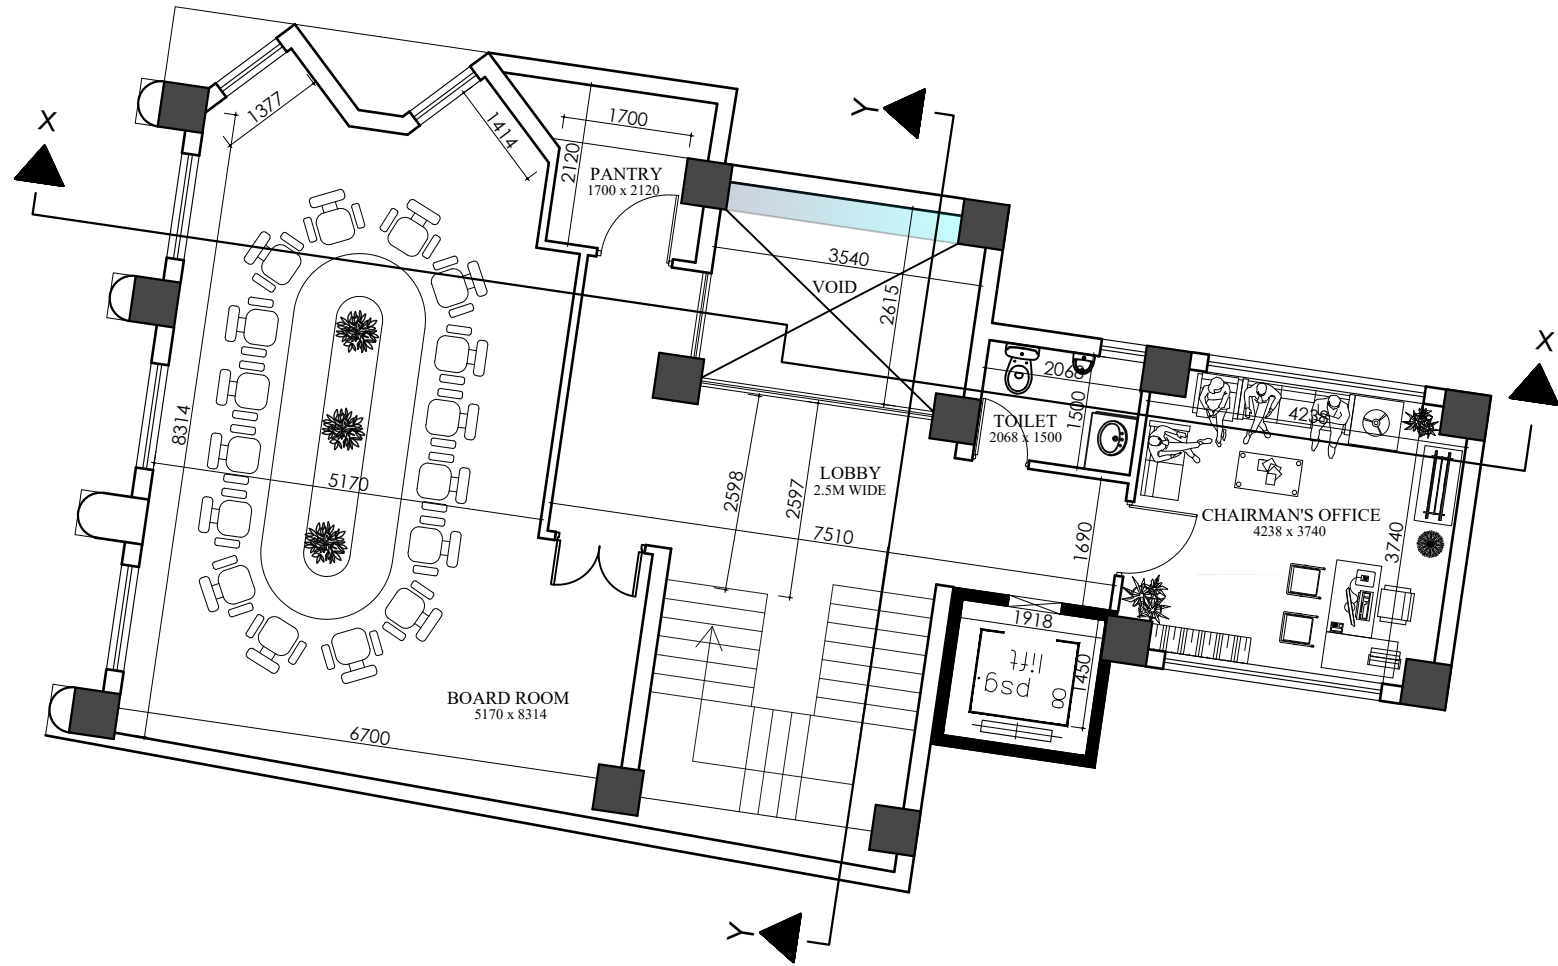 X
Y
1377
1414
1700
2120
PANTRY
1700 x 2120
3540
VOID
2615
X
2068
1500
TOILET
2068 x 1500
4238
8314
5170
LOBBY
2.5M WIDE
2598
2597
7510
1690
CHAIRMAN'S OFFICE
4238 x 3740
3740
1918
1450
8
psg.
lift
BOARD ROOM
5170 x 8314
6700
Y